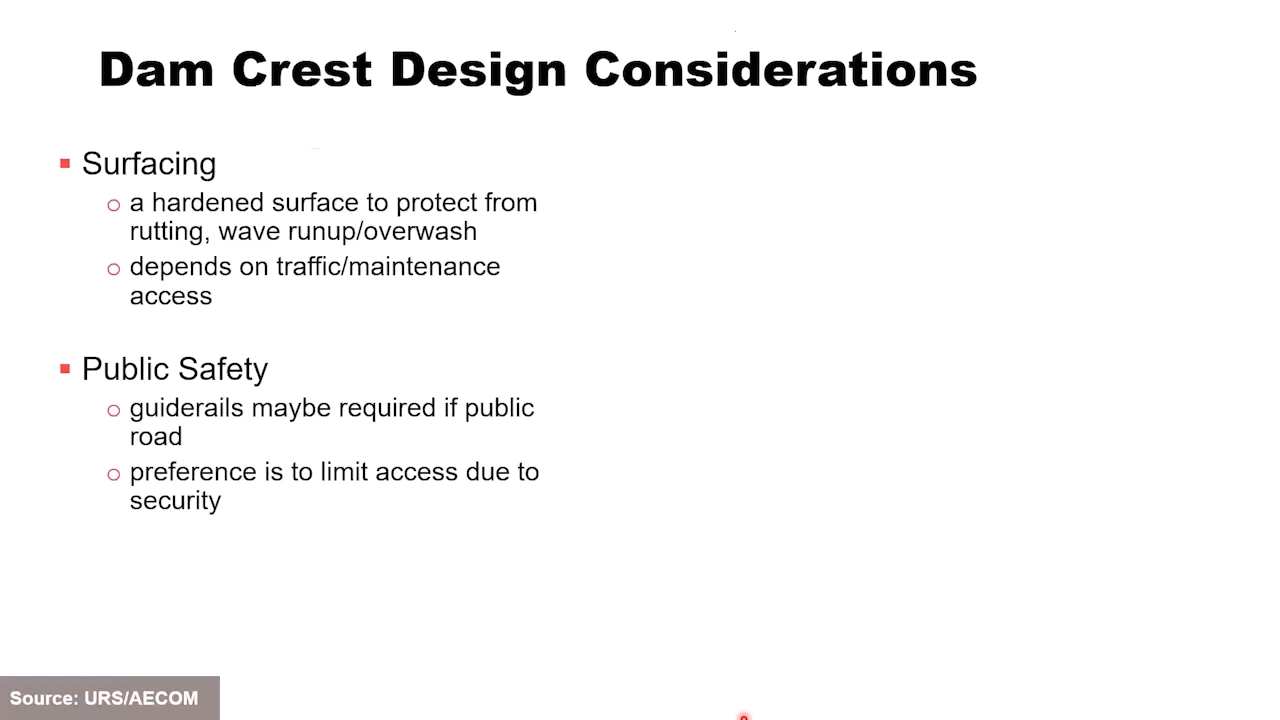 Dam Crest Design Considerations
Surfacing
a hardened surface to protect from
rutting, wave runup/overwash
depends on traffic/maintenance
access
Public Safety
guiderails maybe required if public
road
preference is to limit access due to
security
Source: URS/AECOM